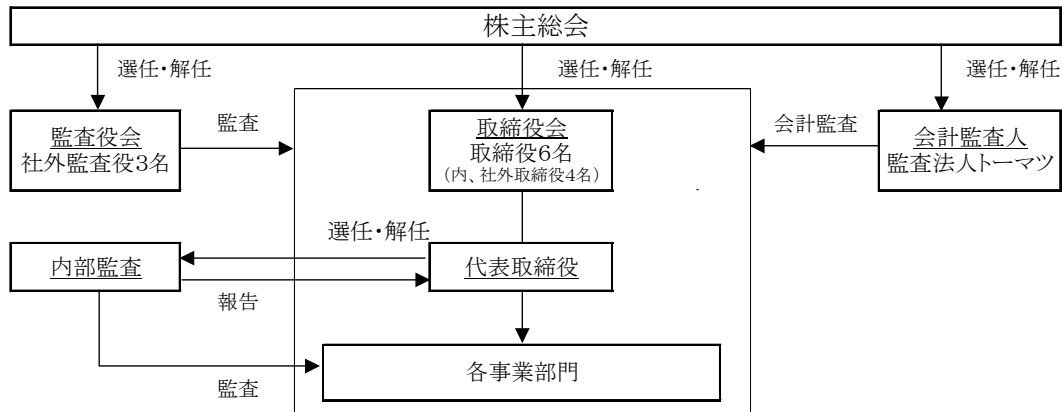 株主総会
選任・解任
選任・解任
選任・解任
監査役会
社外監査役3名
監査
取締役会
取締役6名
(内、社外取締役4名)
会計監査
会計監査人
監査法人トーマツ
選任・解任
内部監査
代表取締役
報告
各事業部門
監査